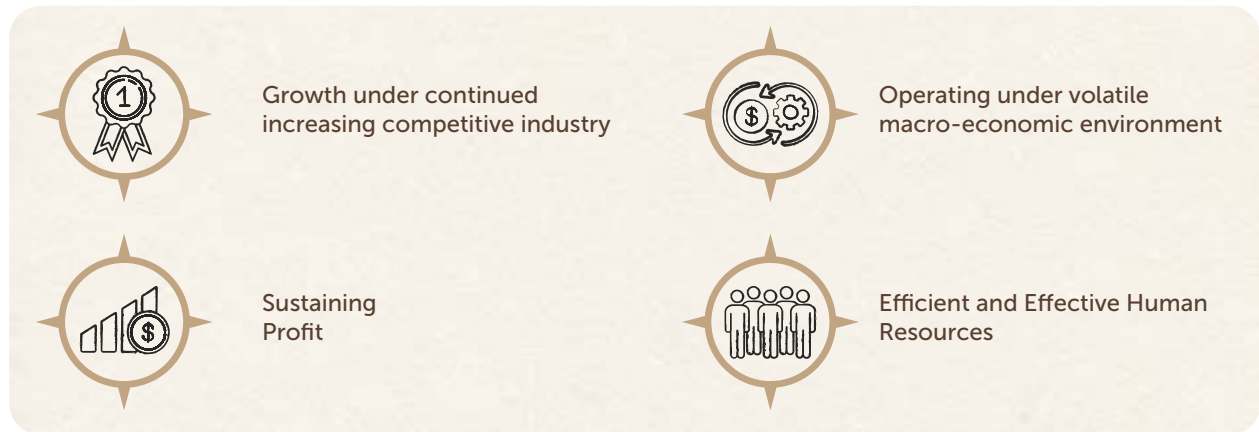 1
Growth under continued
increasing competitive industry
$
Operating under volatile
macro-economic environment
$
Sustaining
Profit
Efficient and Effective Human
Resources